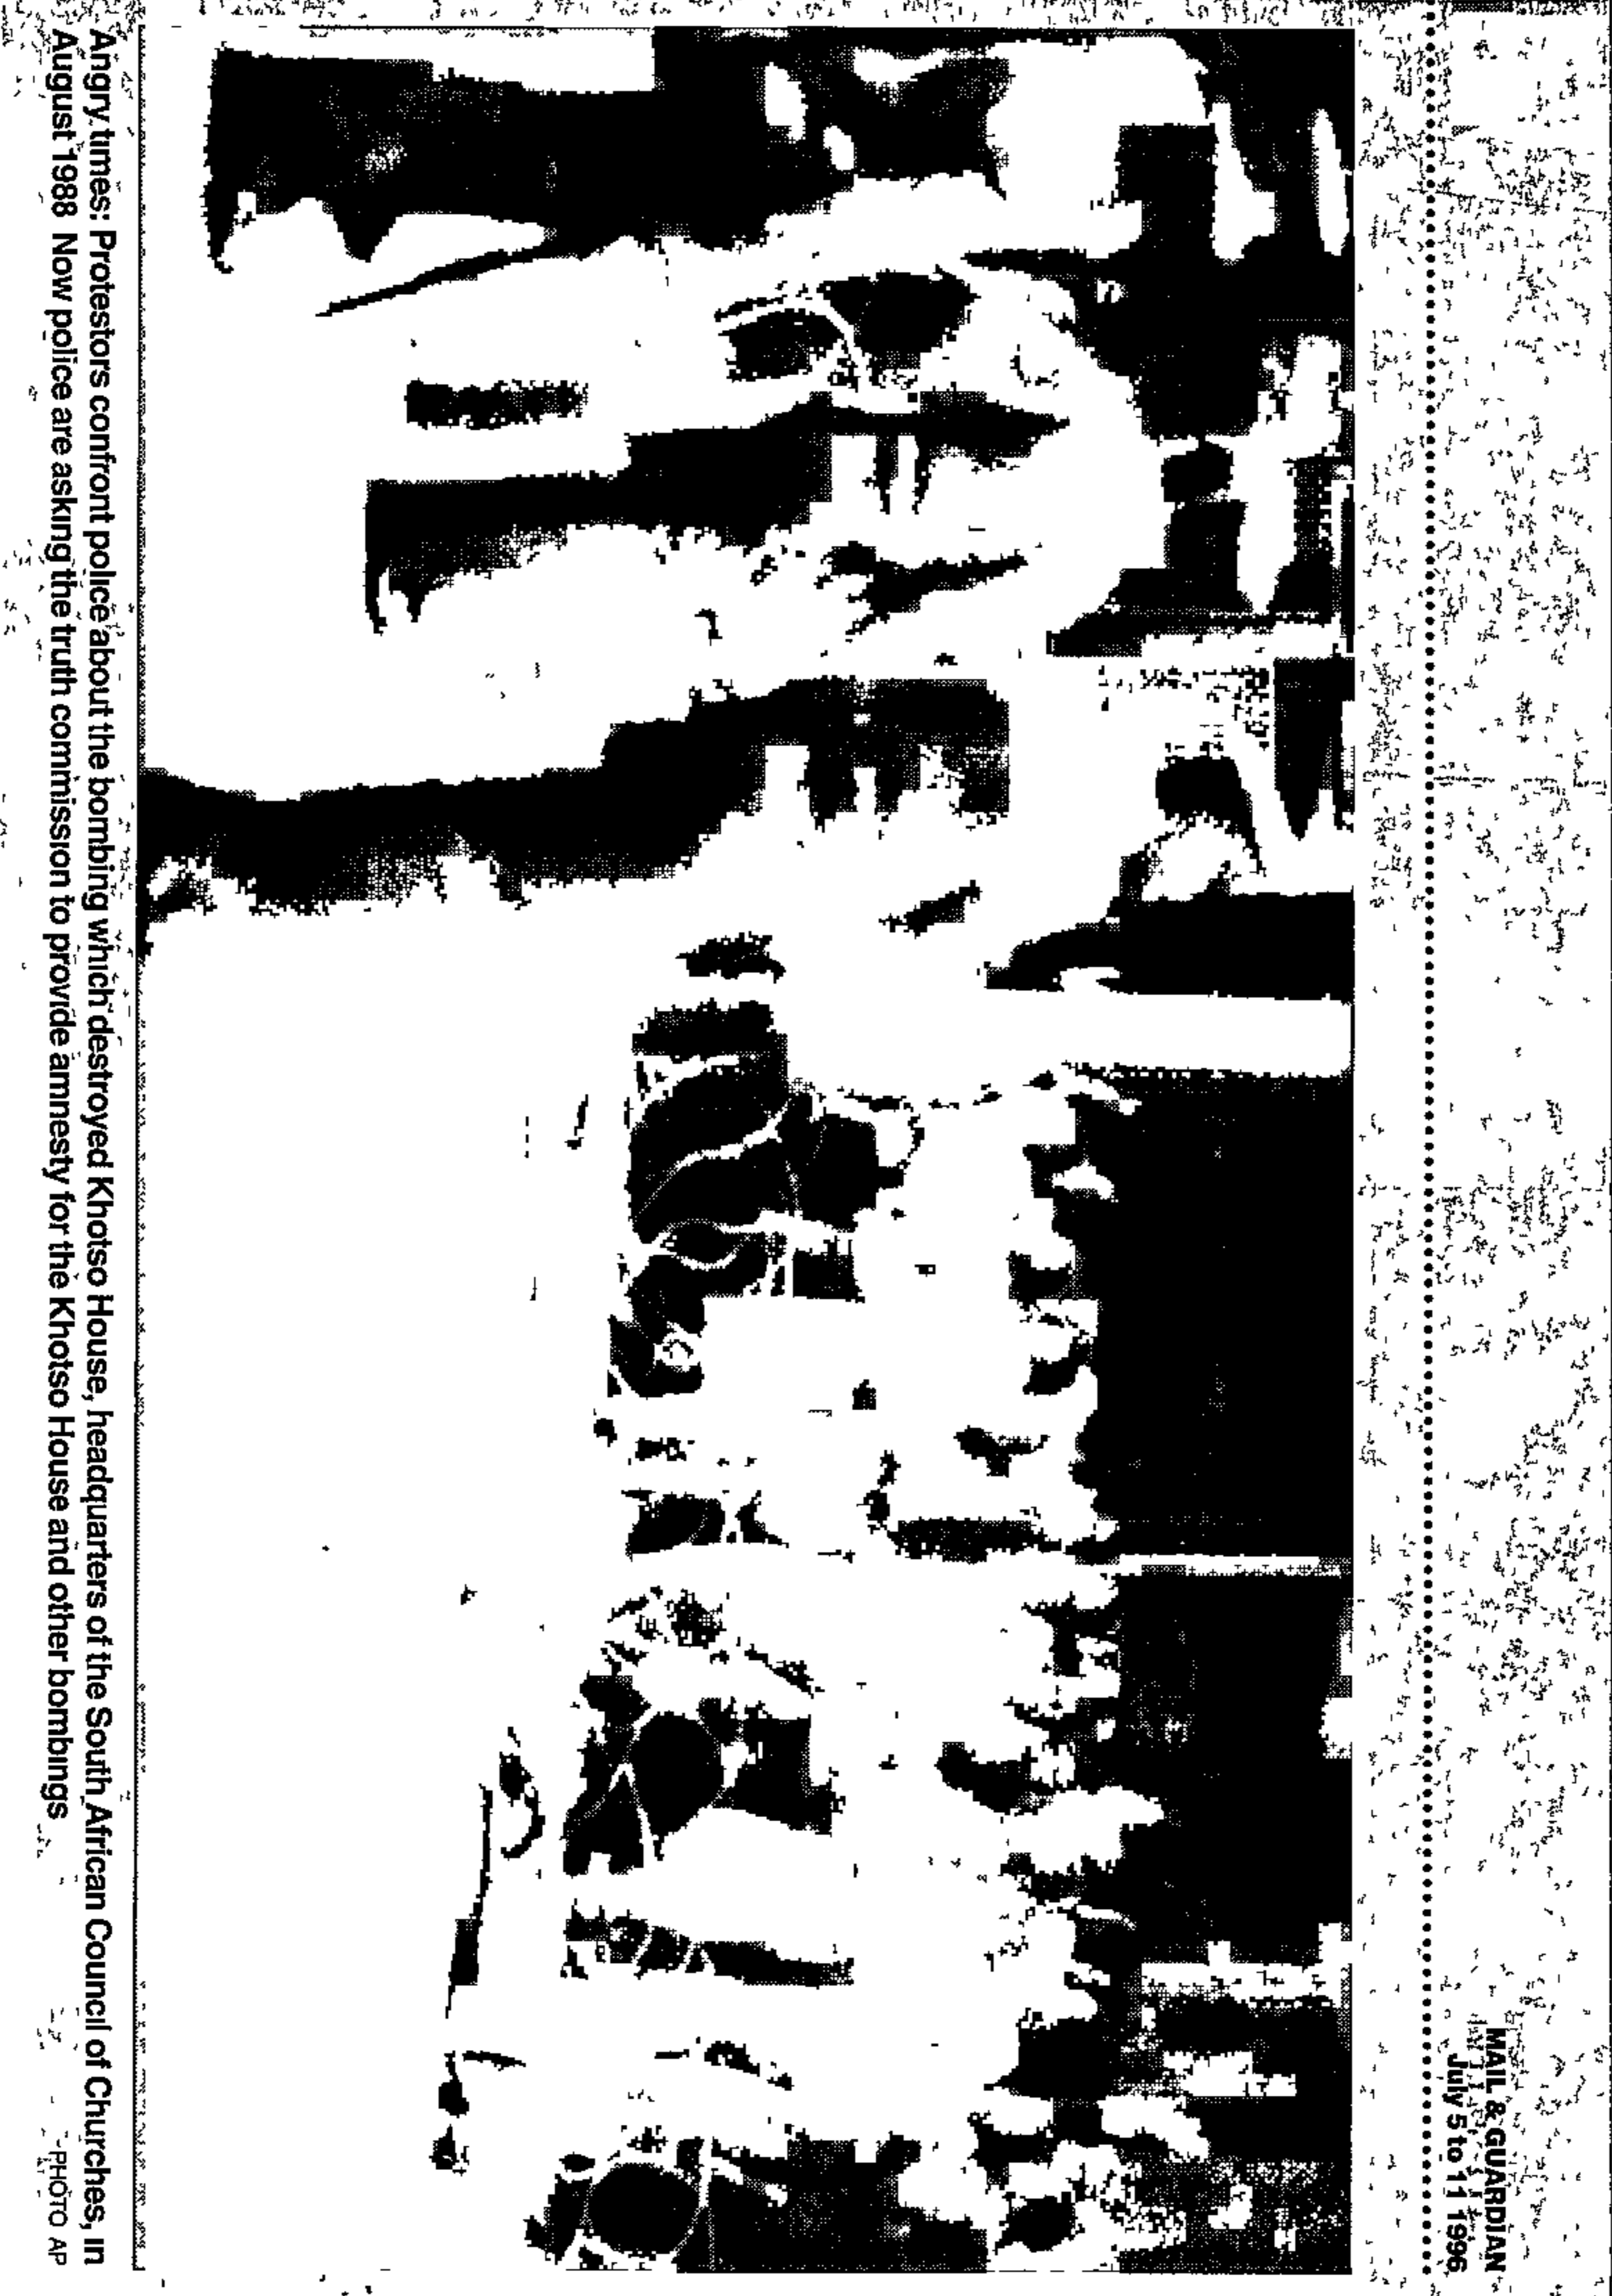 MAIL & GUARDIAN
July 5 to 11 1996
Angry times: Protestors confront police about the bombing which destroyed Khotso House, headquarters of the South African Council of Churches, in
August 1988 Now police are asking the truth commission to provide amnesty for the Khotso House and other bombings
PHOTO AP